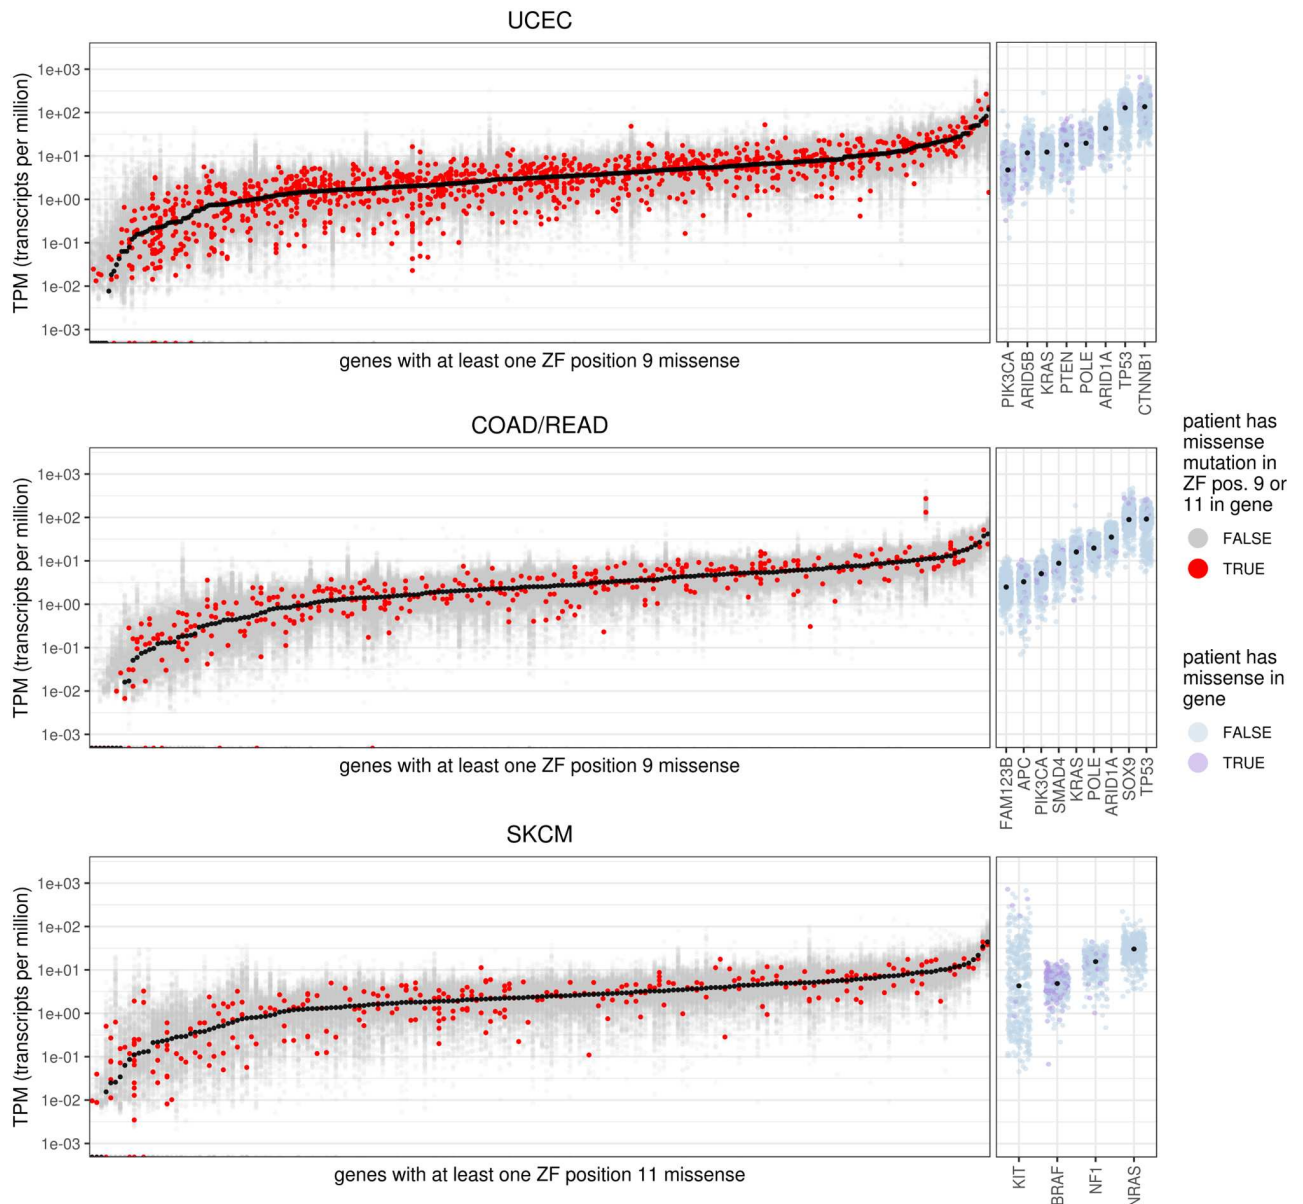 UCEC
TPM (transcripts per million)
1e+03
1e+02
1e+01
1e+00
1e-01
1e-02
1e-03
genes with at least one ZF position 9 missense
PIK3CA
ARID5B
KRAS
PTEN
POLE
ARID1A
TP53
CTNNB1
COAD/READ
TPM (transcripts per million)
1e+03
1e+02
1e+01
1e+00
1e-01
1e-02
1e-03
genes with at least one ZF position 9 missense
FAM123B
APC
PIK3CA
SMAD4
KRAS
POLE
ARID1A
SOX9
TP53
patient has
missense
mutation in
ZF pos. 9 or
11 in gene
FALSE
TRUE
patient has
missense in
gene
FALSE
TRUE
SKCM
TPM (transcripts per million)
1e+03
1e+02
1e+01
1e+00
1e-01
1e-02
1e-03
genes with at least one ZF position 11 missense
KIT
BRAF
NF1
NRAS